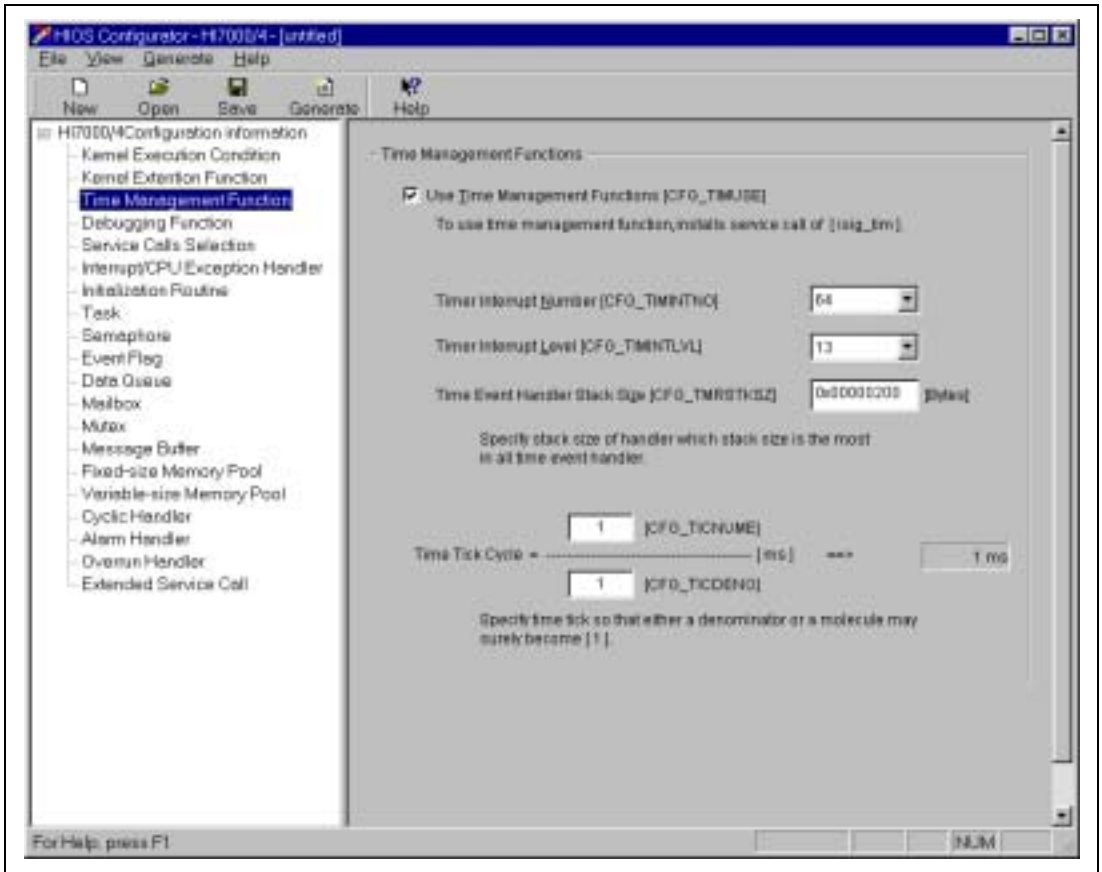 HIOS Configurator - HI7000/4 - [untitled]
File View Generate Help
New Open Save Generate Help
HI7000/4Configuration information
Kernel Execution Condition
Kernel Extention Function
Time Management Function
Debugging Function
Service Calls Selection
Interrupt/CPU Exception Handler
Initialization Routine
Task
Semaphore
Event Flag
Data Queue
Mailbox
Mutex
Message Buffer
Fixed-size Memory Pool
Variable-size Memory Pool
Cyclic Handler
Alarm Handler
Overrun Handler
Extended Service Call
Time Management Functions
Use Time Management Functions [CFG_TIMUSE]
To use time management function, installs service call of [isig_tim].
Timer Interrupt Number [CFG_TIMINTNO] 64
Timer Interrupt Level [CFG_TIMINTLVL] 13
Time Event Handler Stack Size [CFG_TMRSTKSZ] 0x00000200 [Bytes]
Specify stack size of handler which stack size is the most
in all time event handler.
1 [CFG_TICNUME]
Time Tick Cycle = ---------------------------------- [ms] ==> 1 ms
1 [CFG_TICDENO]
Specify time tick so that either a denominator or a molecule may
surely become [1].
For Help, press F1 NUM